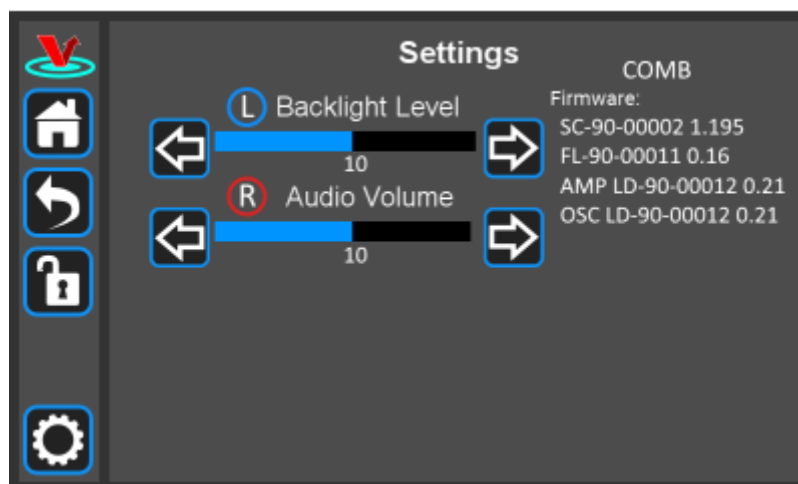 Settings
COMB
L Backlight Level
10
R Audio Volume
10
Firmware:
SC-90-00002 1.195
FL-90-00011 0.16
AMP LD-90-00012 0.21
OSC LD-90-00012 0.21